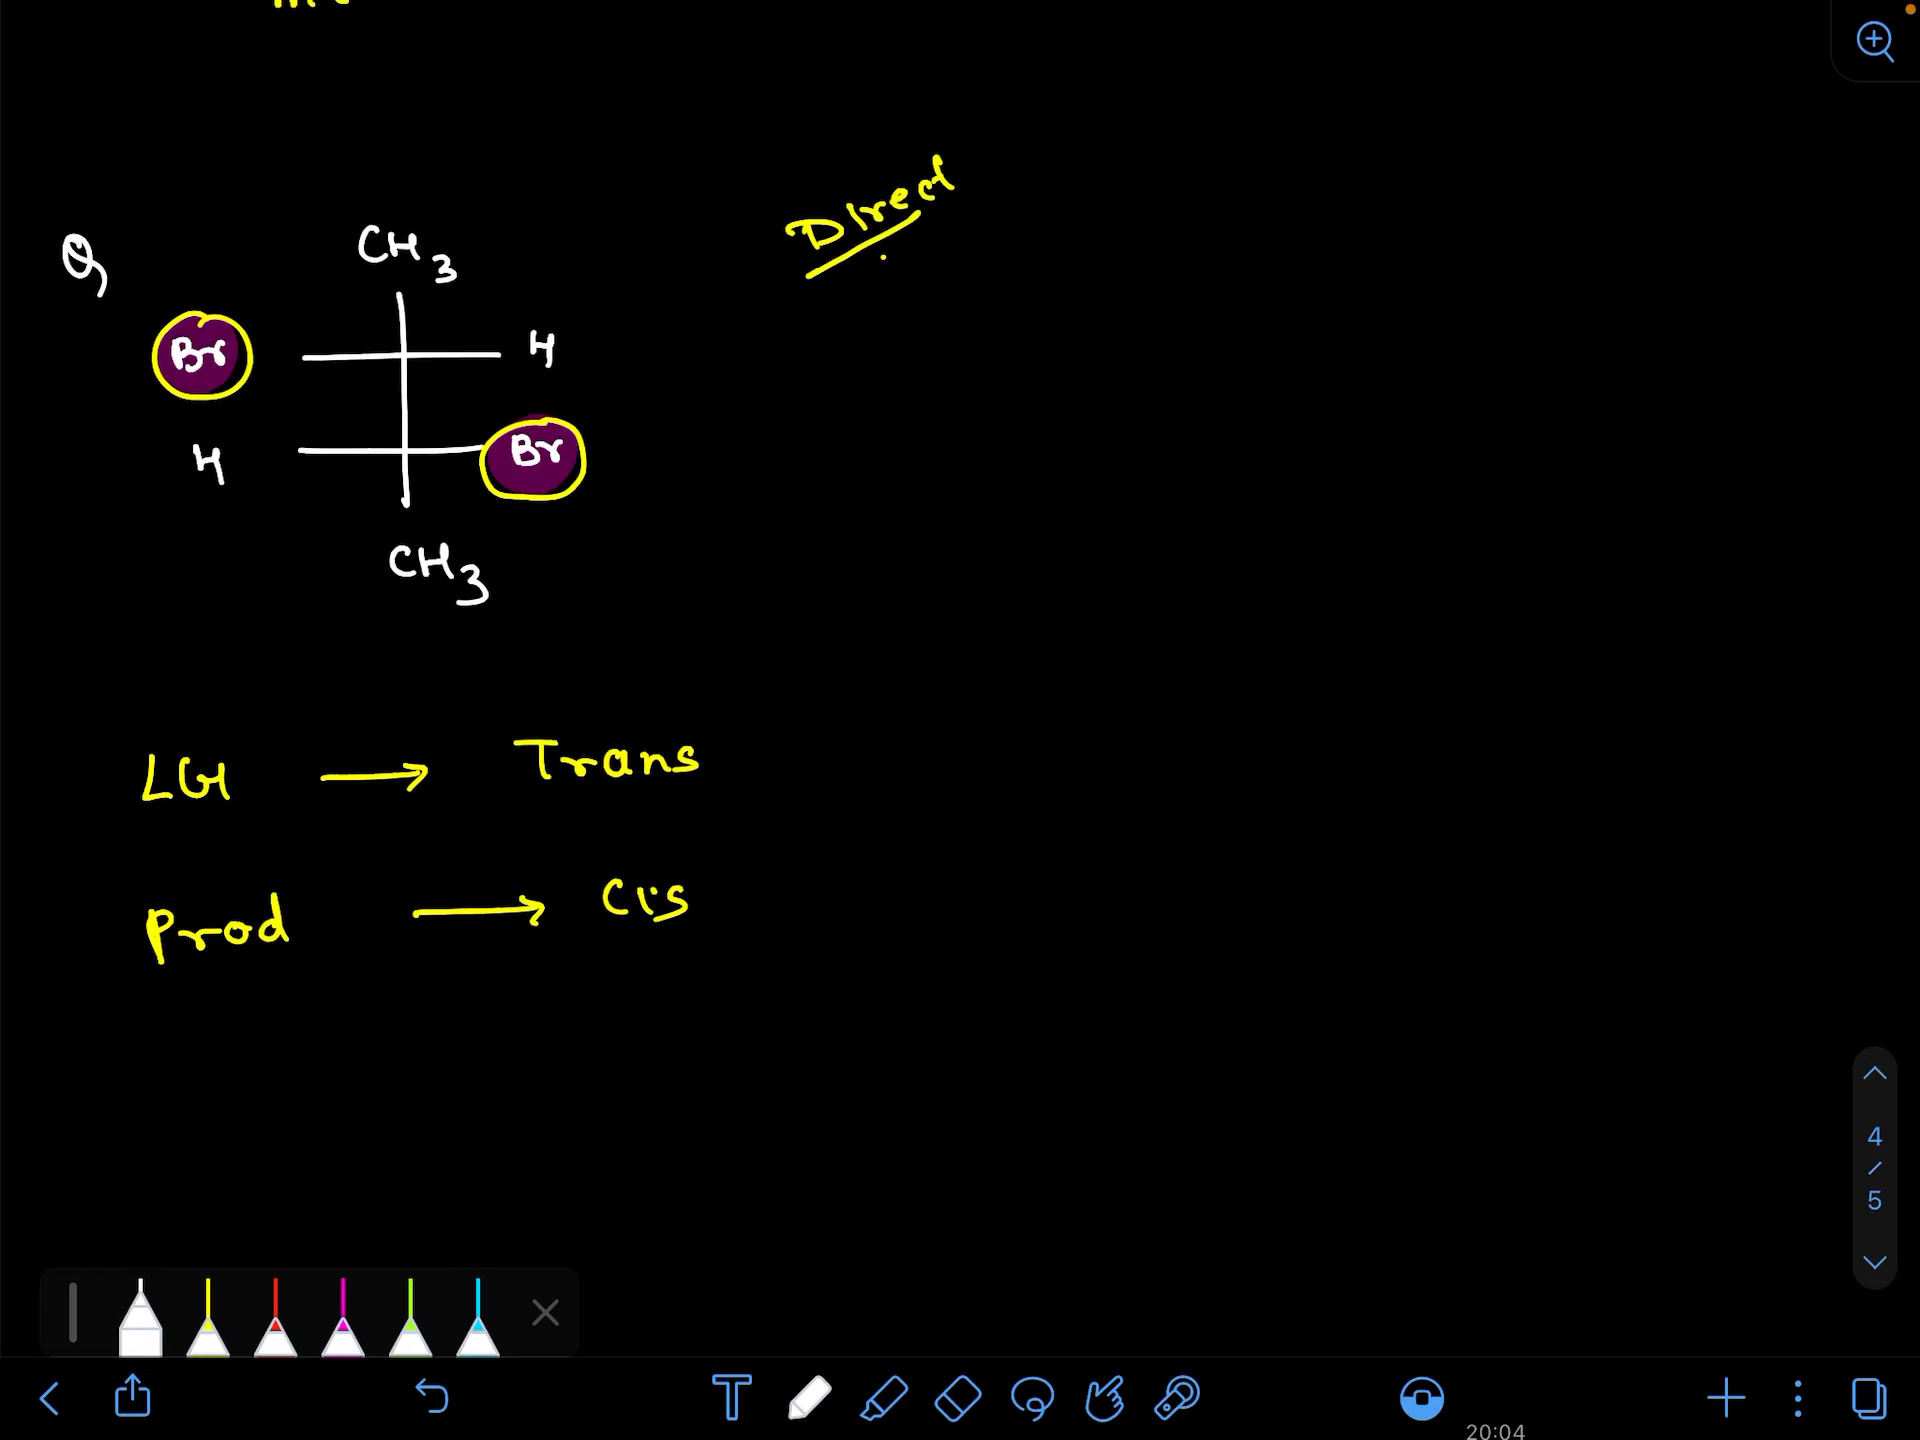 Direct
Q
CH3
Br H
H Br
CH3
LG → Trans
Prod → Cis
4
/
5
20:04